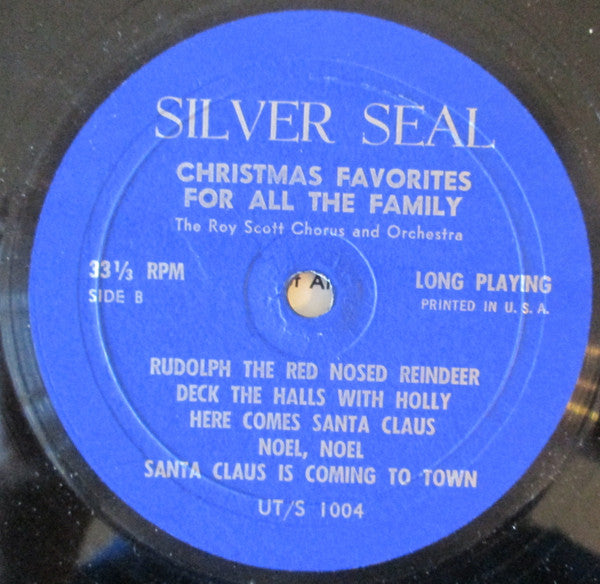 SILVER SEAL
CHRISTMAS FAVORITES
FOR ALL THE FAMILY
The Roy Scott Chorus and Orchestra
33 1/3 RPM
SIDE B
LONG PLAYING
PRINTED IN U. S. A.
RUDOLPH THE RED NOSED REINDEER
DECK THE HALLS WITH HOLLY
HERE COMES SANTA CLAUS
NOEL, NOEL
SANTA CLAUS IS COMING TO TOWN
UT/S 1004